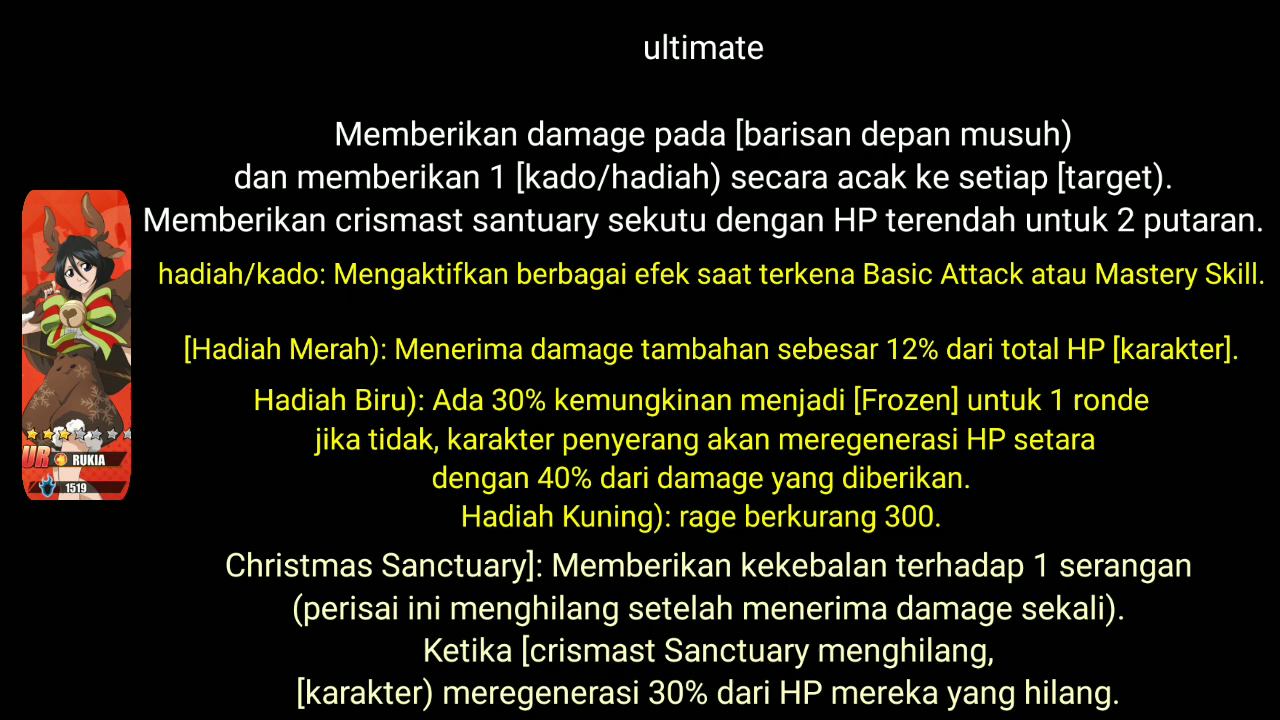 ultimate
Memberikan damage pada [barisan depan musuh)
dan memberikan 1 [kado/hadiah) secara acak ke setiap [target).
Memberikan crismast santuary sekutu dengan HP terendah untuk 2 putaran.
hadiah/kado: Mengaktifkan berbagai efek saat terkena Basic Attack atau Mastery Skill.
[Hadiah Merah): Menerima damage tambahan sebesar 12% dari total HP [karakter].
Hadiah Biru): Ada 30% kemungkinan menjadi [Frozen] untuk 1 ronde
jika tidak, karakter penyerang akan meregenerasi HP setara
dengan 40% dari damage yang diberikan.
Hadiah Kuning): rage berkurang 300.
Christmas Sanctuary]: Memberikan kekebalan terhadap 1 serangan
(perisai ini menghilang setelah menerima damage sekali).
Ketika [crismast Sanctuary menghilang,
[karakter) meregenerasi 30% dari HP mereka yang hilang.
UR RUKIA
1519